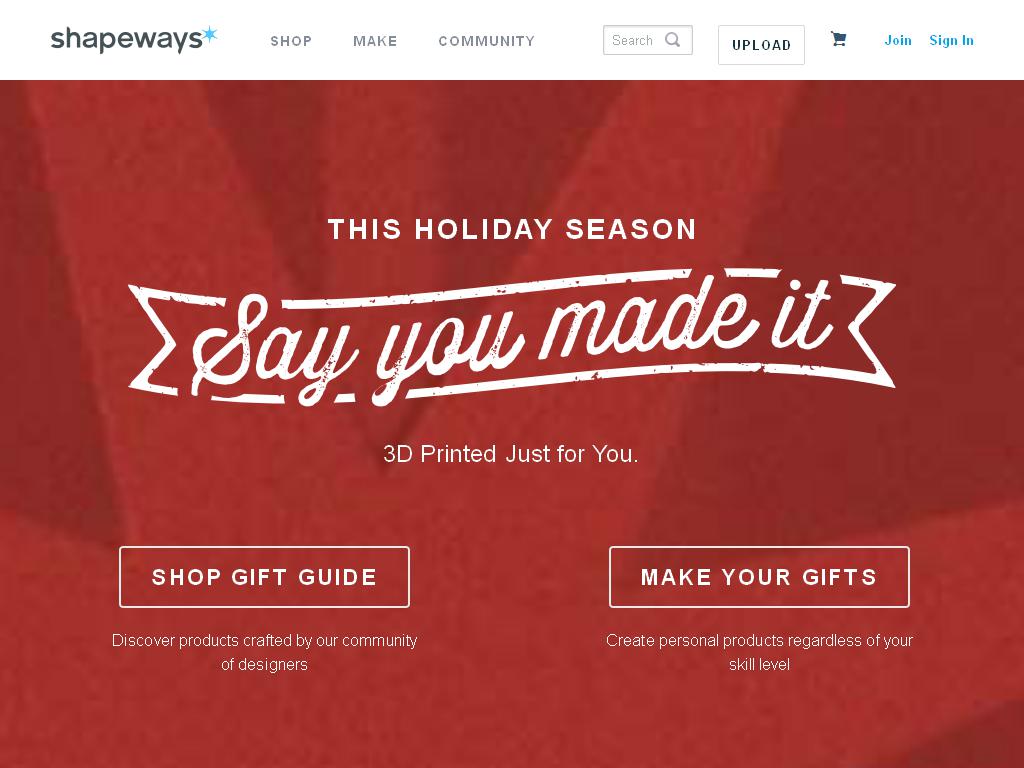 shapeways
SHOP
MAKE
COMMUNITY
Search
UPLOAD
Join
Sign In
THIS HOLIDAY SEASON
Say you made it
3D Printed Just for You.
SHOP GIFT GUIDE
Discover products crafted by our community
of designers
MAKE YOUR GIFTS
Create personal products regardless of your
skill level